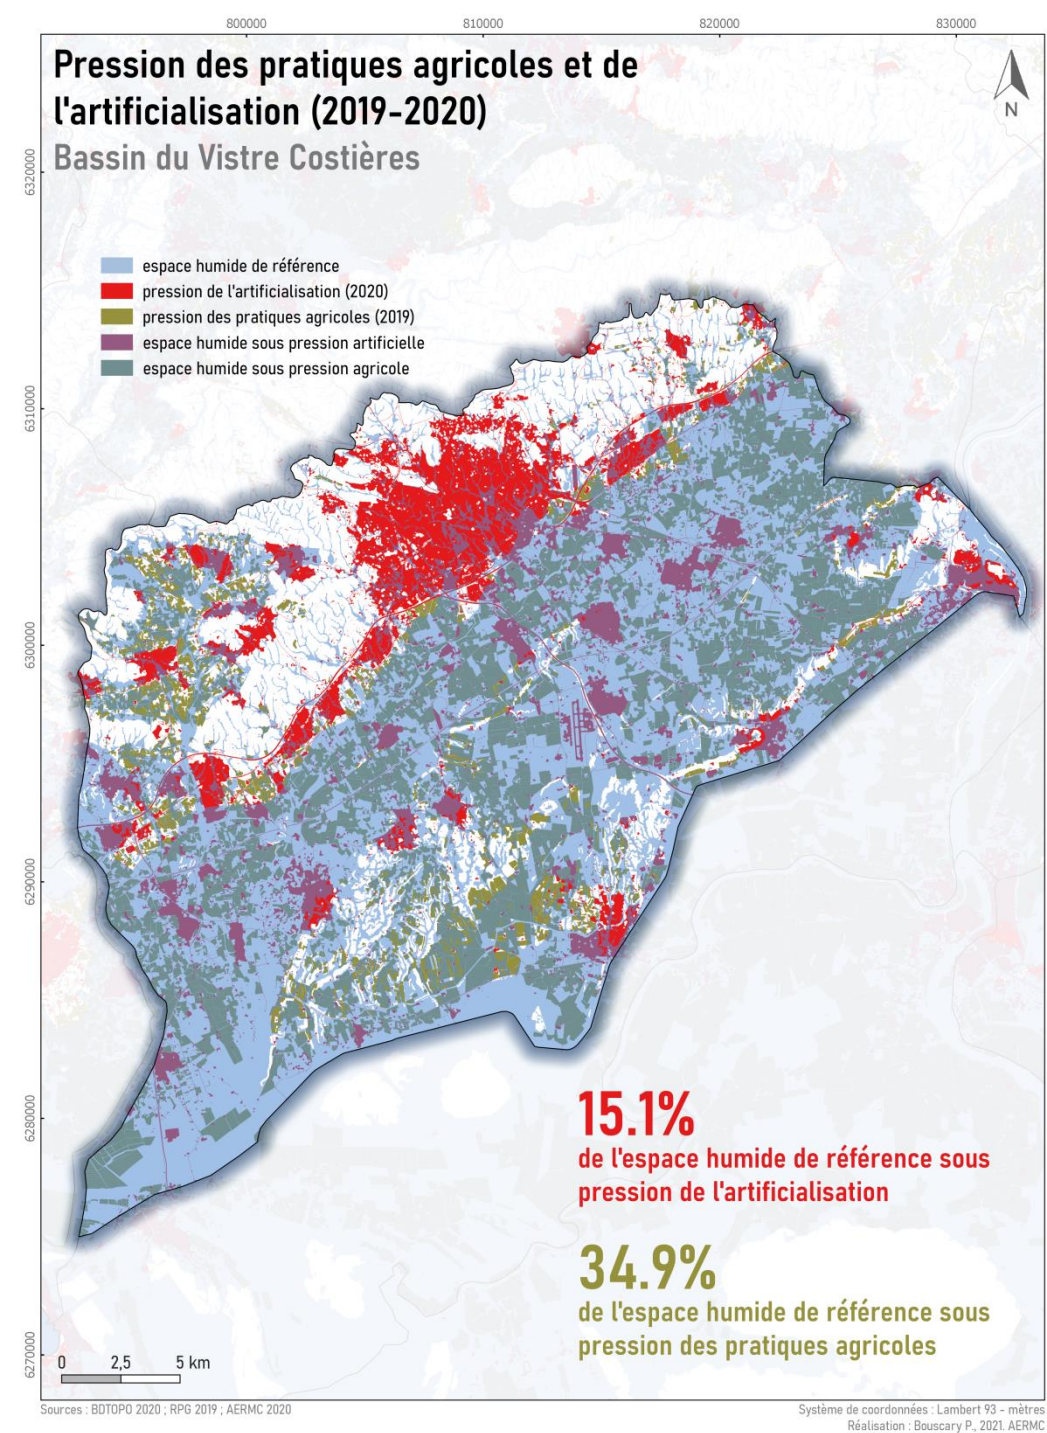 800000 810000 820000 830000
Pression des pratiques agricoles et de
l'artificialisation (2019-2020)
Bassin du Vistre Costières
N
6320000
espace humide de référence
pression de l'artificialisation (2020)
pression des pratiques agricoles (2019)
espace humide sous pression artificielle
espace humide sous pression agricole
6310000
6300000
6290000
6280000
15.1%
de l'espace humide de référence sous
pression de l'artificialisation
34.9%
de l'espace humide de référence sous
pression des pratiques agricoles
6270000
0 2,5 5 km
Sources : BDTOPO 2020 ; RPG 2019 ; AERMC 2020
Système de coordonnées : Lambert 93 - mètres
Réalisation : Bouscary P., 2021. AERMC